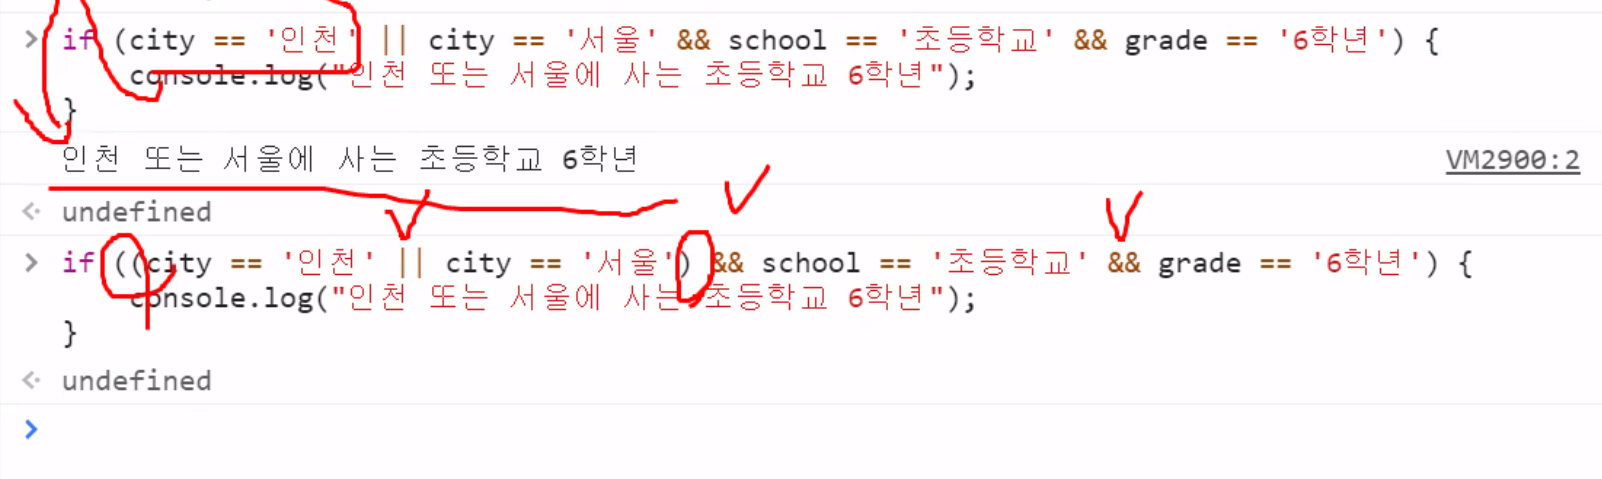 if (city == '인천' || city == '서울' && school == '초등학교' && grade == '6학년') {
console.log("인천 또는 서울에 사는 초등학교 6학년");
}
인천 또는 서울에 사는 초등학교 6학년 VM2900:2
undefined
if ((city == '인천' || city == '서울') && school == '초등학교' && grade == '6학년') {
console.log("인천 또는 서울에 사는 초등학교 6학년");
}
undefined